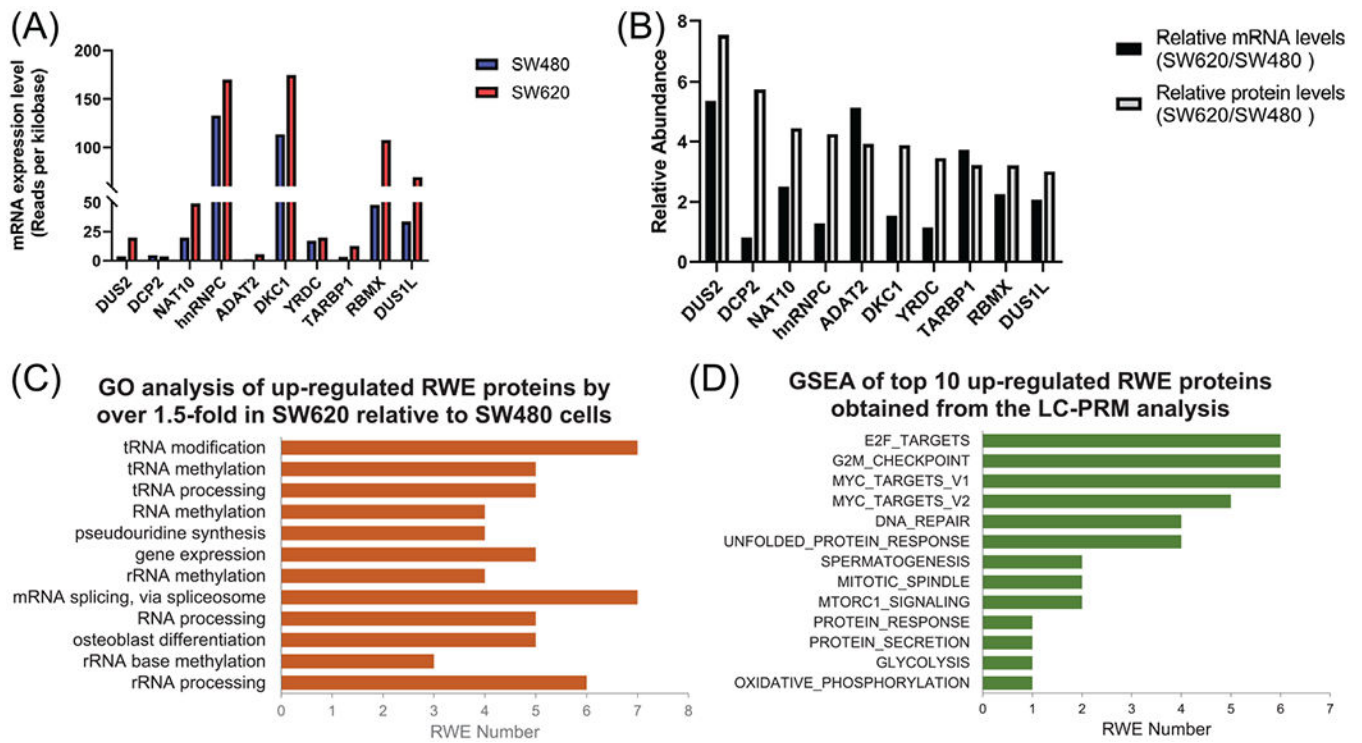 (A)
mRNA expression level
(Reads per kilobase)
200
150
100
50
25
0
SW480
SW620
DUS2
DCP2
NAT10
hnRNPC
ADAT2
DKC1
YRDC
TARBP1
RBMX
DUS1L
(B)
Relative Abundance
8
6
4
2
0
Relative mRNA levels
(SW620/SW480 )
Relative protein levels
(SW620/SW480 )
DUS2
DCP2
NAT10
hnRNPC
ADAT2
DKC1
YRDC
TARBP1
RBMX
DUS1L
(C)
GO analysis of up-regulated RWE proteins by
over 1.5-fold in SW620 relative to SW480 cells
tRNA modification
tRNA methylation
tRNA processing
RNA methylation
pseudouridine synthesis
gene expression
rRNA methylation
mRNA splicing, via spliceosome
RNA processing
osteoblast differentiation
rRNA base methylation
rRNA processing
0 1 2 3 4 5 6 7 8
RWE Number
(D)
GSEA of top 10 up-regulated RWE proteins
obtained from the LC-PRM analysis
E2F_TARGETS
G2M_CHECKPOINT
MYC_TARGETS_V1
MYC_TARGETS_V2
DNA_REPAIR
UNFOLDED_PROTEIN_RESPONSE
SPERMATOGENESIS
MITOTIC_SPINDLE
MTORC1_SIGNALING
PROTEIN_RESPONSE
PROTEIN_SECRETION
GLYCOLYSIS
OXIDATIVE_PHOSPHORYLATION
0 1 2 3 4 5 6 7
RWE Number